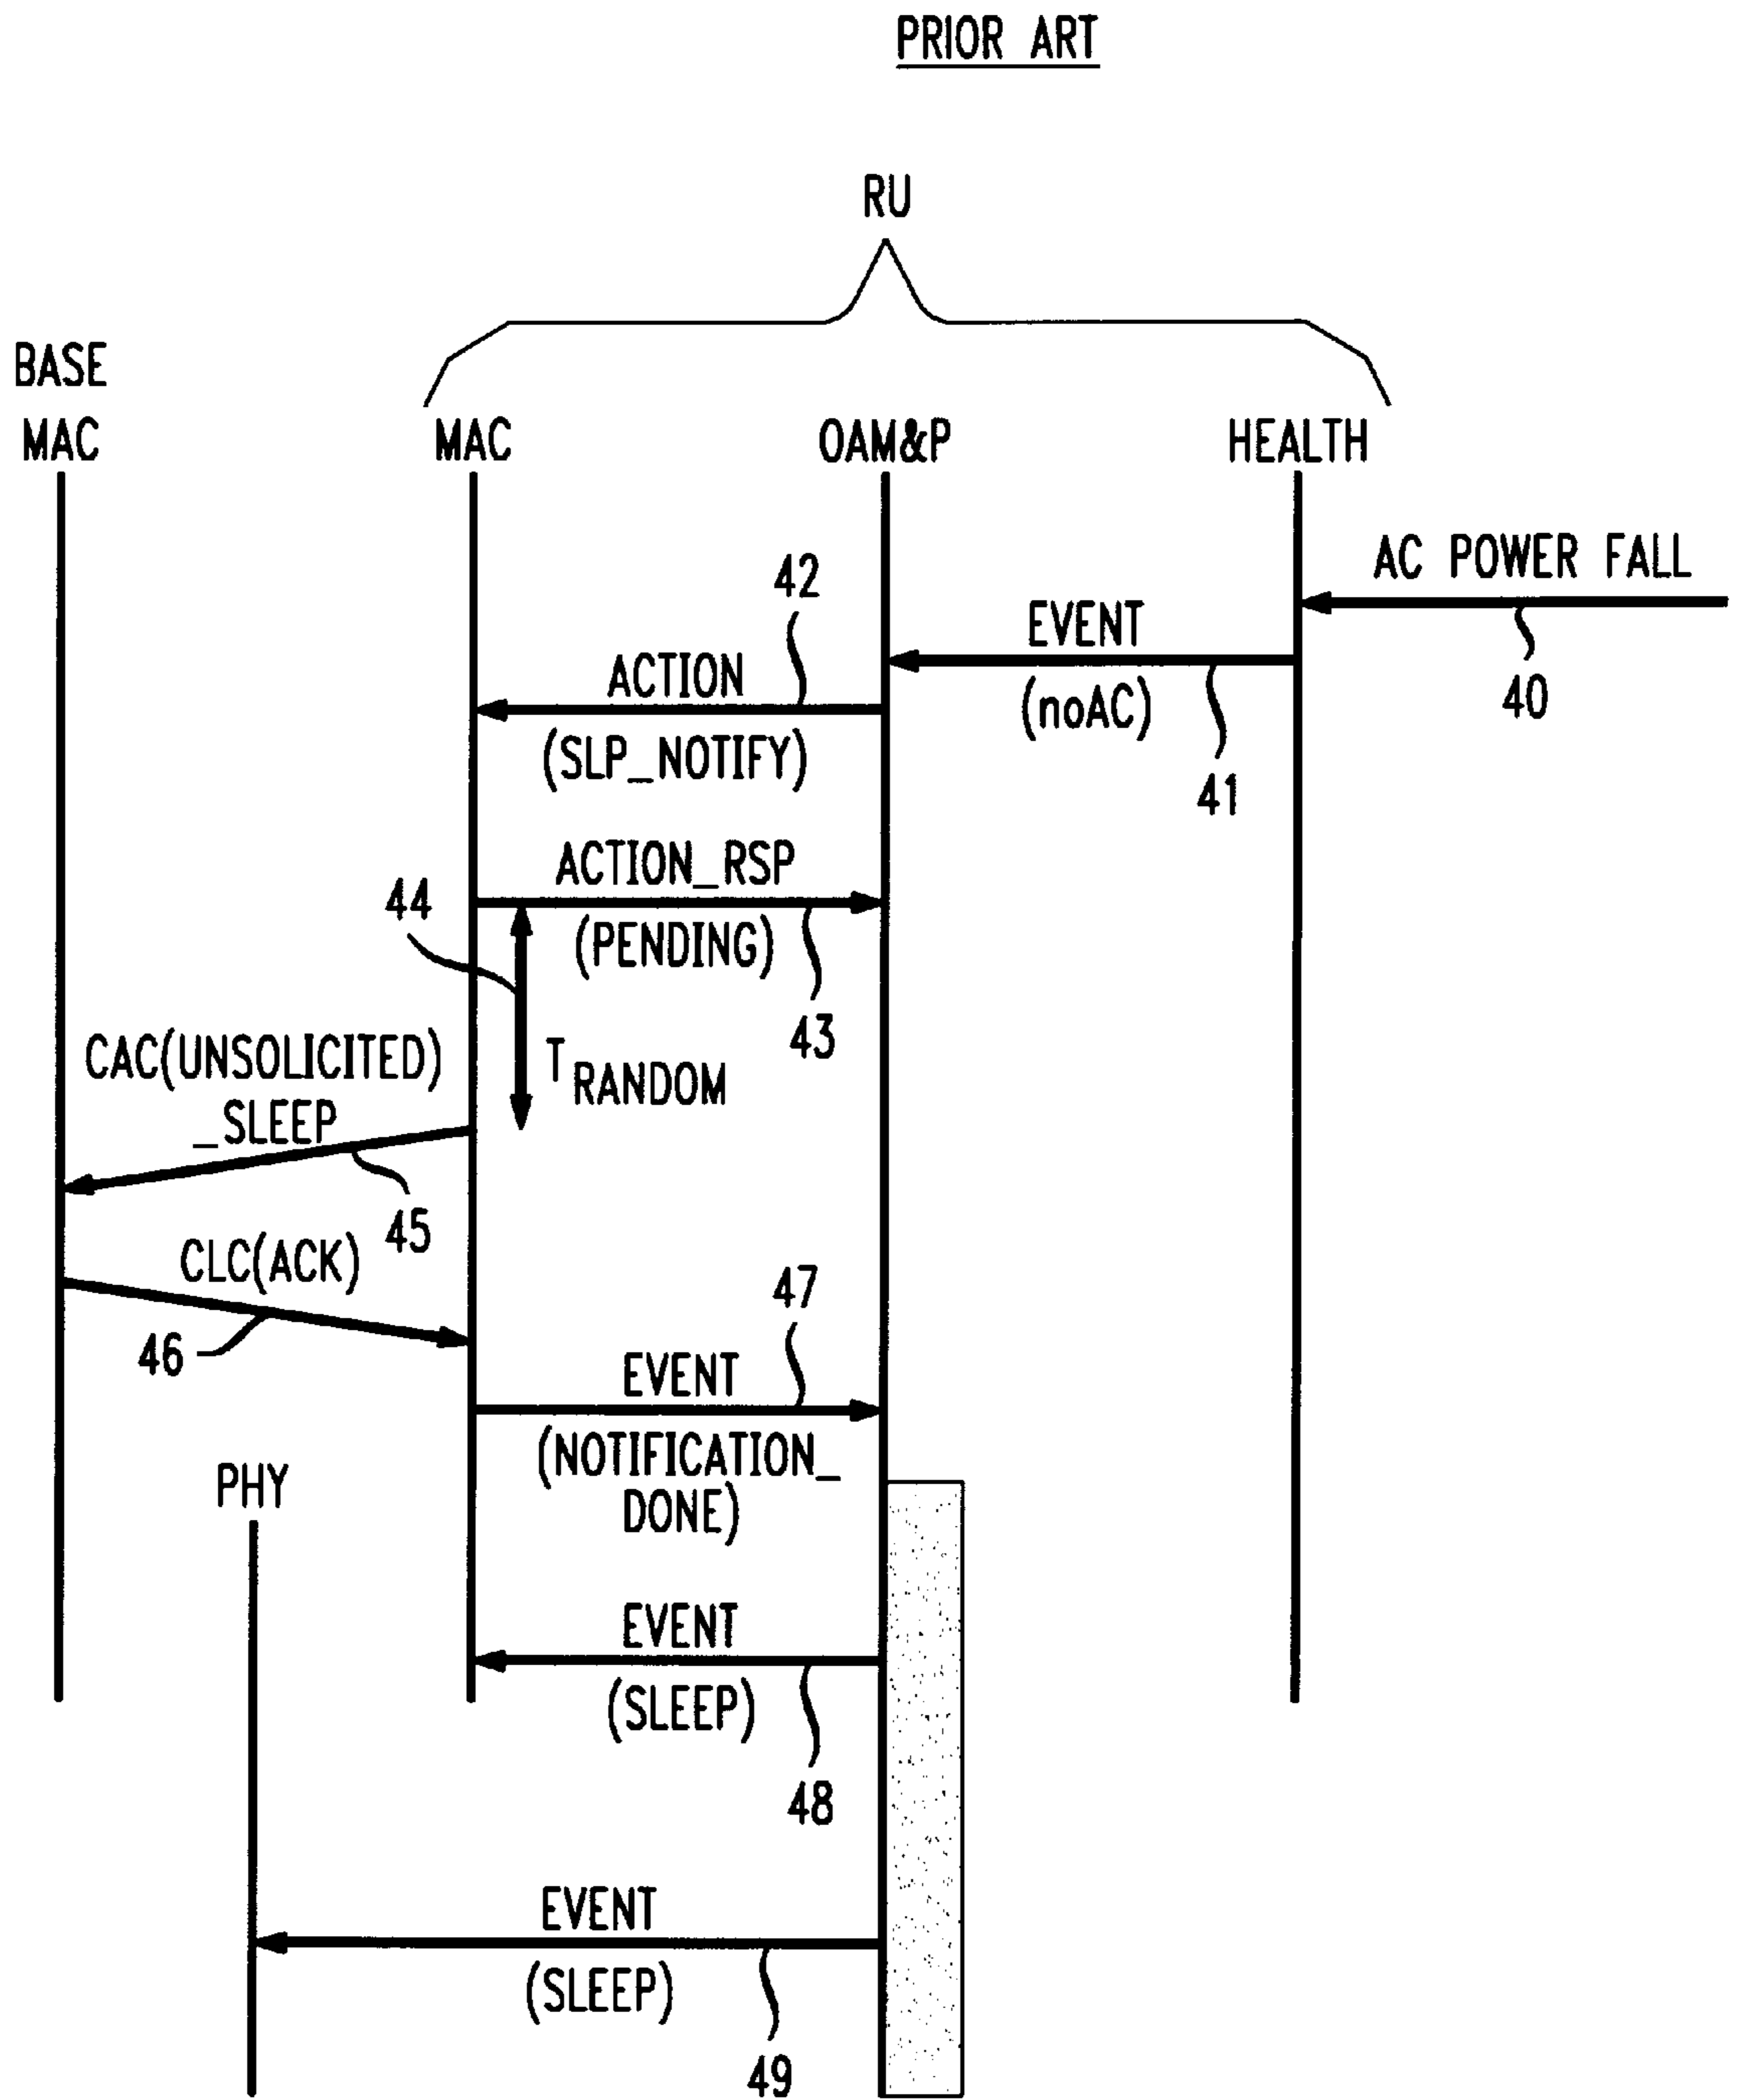 PRIOR ART
RU
BASE
MAC
MAC
OAM&P
HEALTH
AC POWER FALL
40
EVENT
(noAC)
41
42
ACTION
(SLP_NOTIFY)
ACTION_RSP
(PENDING)
43
44
T RANDOM
CAC(UNSOLICITED)
_SLEEP
45
CLC(ACK)
46
47
EVENT
(NOTIFICATION_
DONE)
PHY
EVENT
(SLEEP)
48
EVENT
(SLEEP)
49